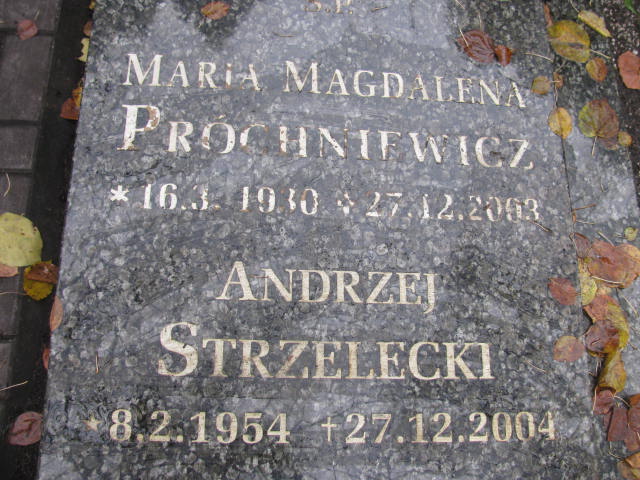 Ś.P.
MARIA MAGDALENA
PRÓCHNIEWICZ
* 16.3. 1930 + 27.12.2003
ANDRZEJ
STRZELECKI
*8.2.1954 +27.12.2004